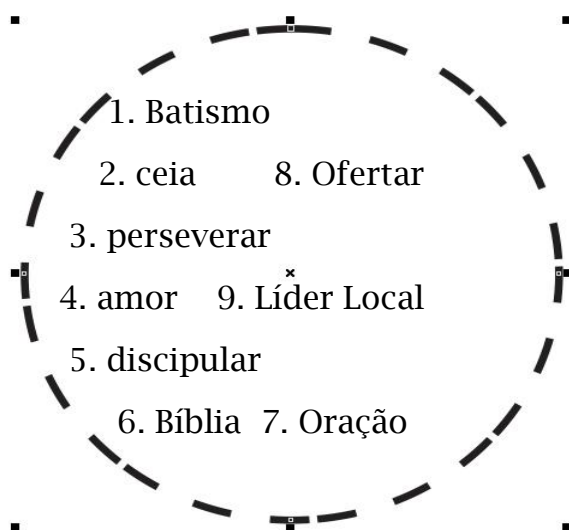 1. Batismo
2. ceia 8. Ofertar
3. perseverar
4. amor 9. Líder Local
5. discipular
6. Bíblia 7. Oração